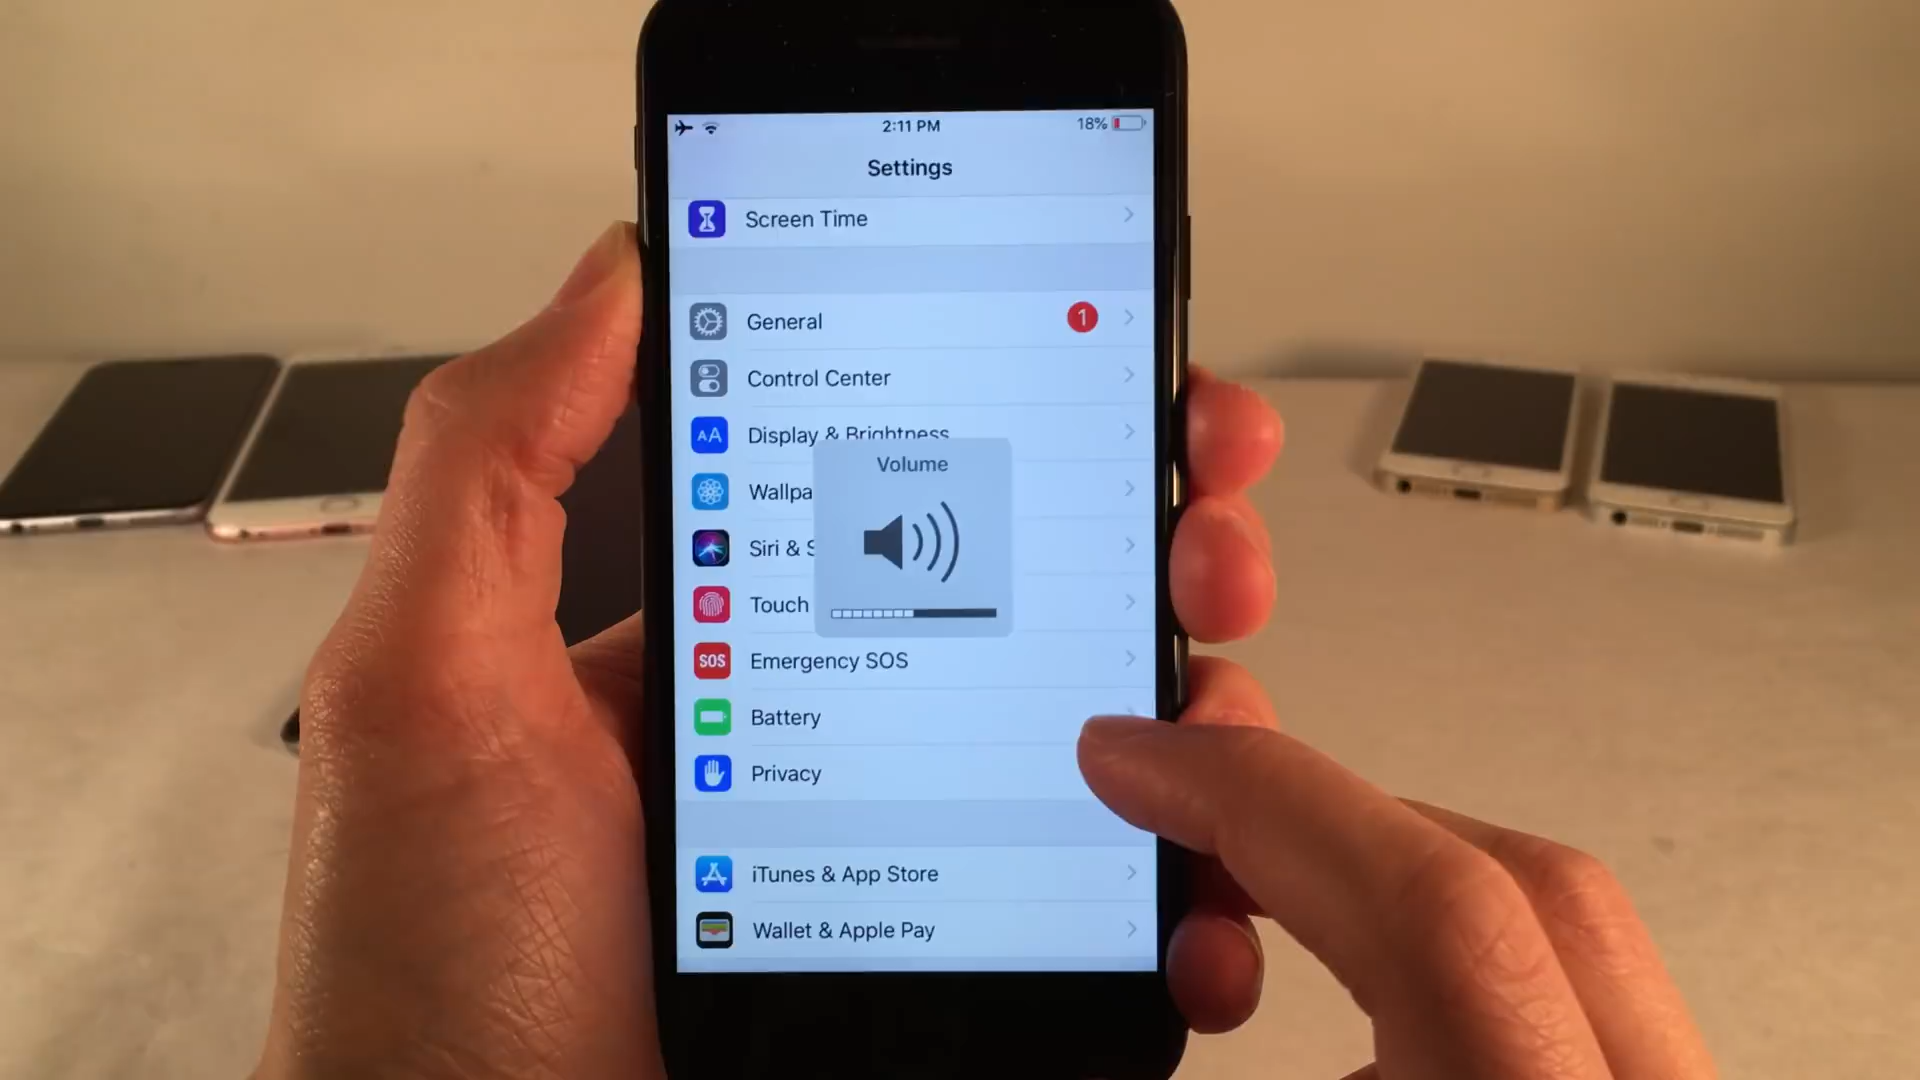 2:11 PM
18%
Settings
Screen Time
General
1
Control Center
AA
Display & Brightness
Volume
Wallpa
Siri & S
Touch
SOS
Emergency SOS
Battery
Privacy
iTunes & App Store
Wallet & Apple Pay